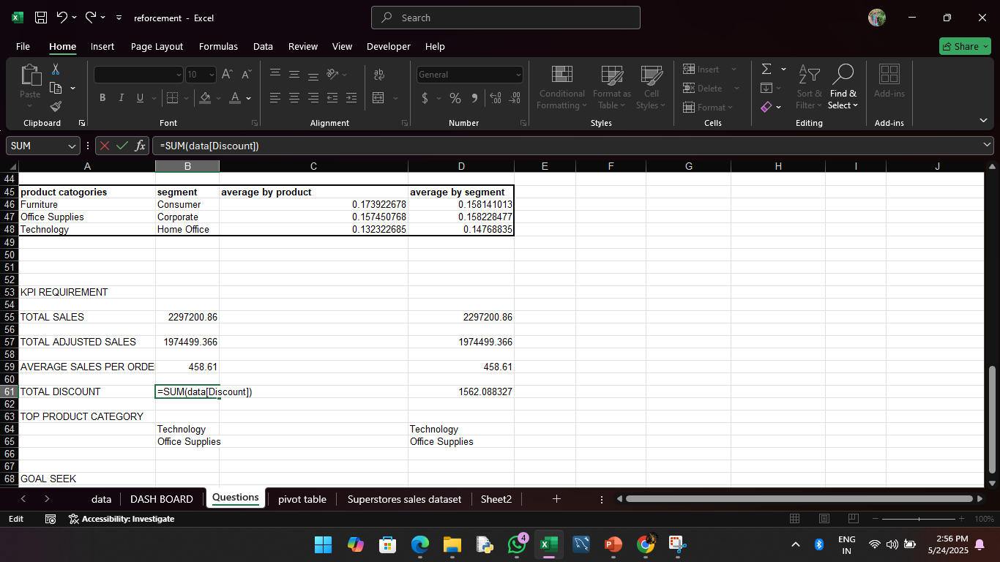 reforcement - Excel
Search
File Home Insert Page Layout Formulas Data Review View Developer Help Share
Paste
Clipboard
10 A A
B I U A
Font
ab
Alignment
General
$ % 9 .00 .00
Number
Conditional Formatting
Format as Table
Cell Styles
Styles
Insert
Delete
Format
Cells
Sort & Filter
Find & Select
Editing
Add-ins
Add-ins
SUM fx =SUM(data[Discount])
A B C D E F G H I J
44
45 product catogories segment average by product average by segment
46 Furniture Consumer 0.173922678 0.158141013
47 Office Supplies Corporate 0.157450768 0.158228477
48 Technology Home Office 0.132322685 0.14768835
49
50
51
52
53 KPI REQUIREMENT
54
55 TOTAL SALES 2297200.86 2297200.86
56
57 TOTAL ADJUSTED SALES 1974499.366 1974499.366
58
59 AVERAGE SALES PER ORDE 458.61 458.61
60
61 TOTAL DISCOUNT =SUM(data[Discount]) 1562.088327
62
63 TOP PRODUCT CATEGORY
64 Technology Technology
65 Office Supplies Office Supplies
66
67
68 GOAL SEEK
data DASH BOARD Questions pivot table Superstores sales dataset Sheet2
Edit Accessibility: Investigate 100%
4
ENG
IN
2:56 PM
5/24/2025